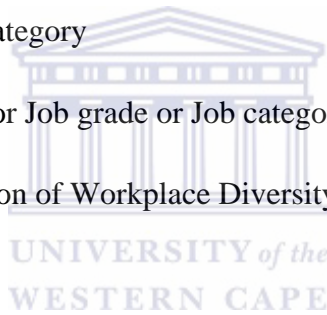 ategory
or Job grade or Job catego
on of Workplace Diversity
UNIVERSITY of the
WESTERN CAPE